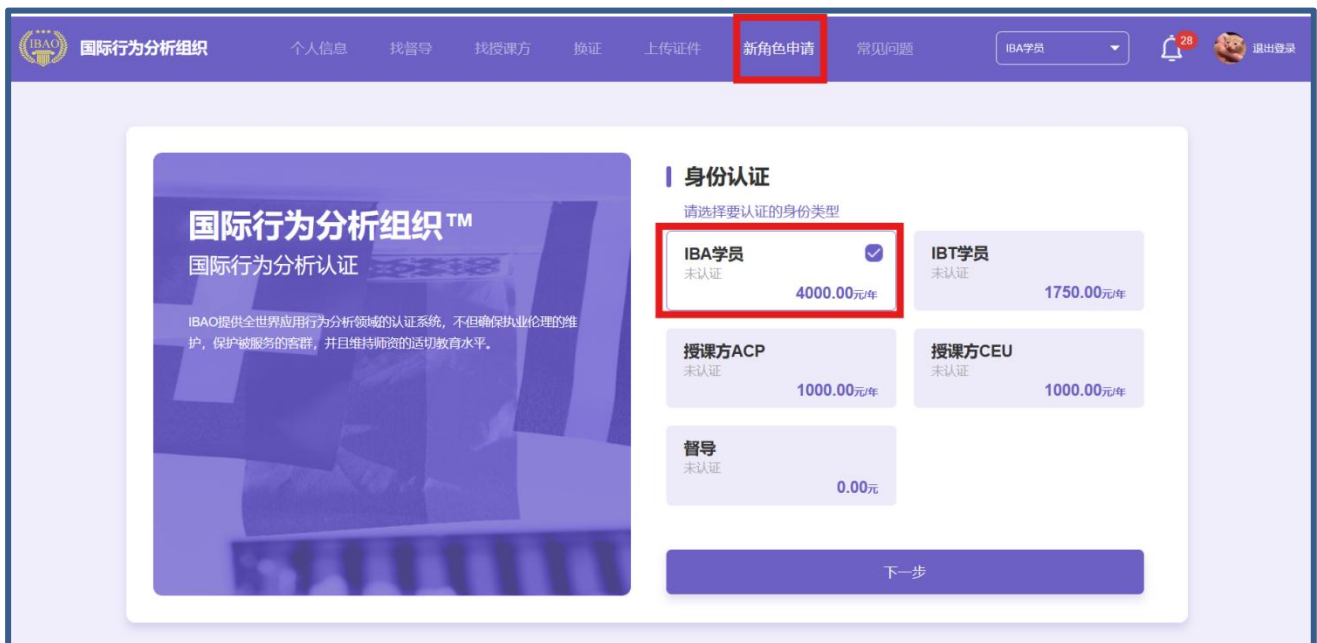 IBAO
国际行为分析组织
个人信息
找督导
找授课方
换证
上传证件
新角色申请
常见问题
IBA学员
28
退出登录
国际行为分析组织™
国际行为分析认证
IBAO提供全世界应用行为分析领域的认证系统，不但确保执业伦理的维
护，保护被服务的客群，并且维持师资的适切教育水平。
身份认证
请选择要认证的身份类型
IBA学员
未认证
4000.00元/年
IBT学员
未认证
1750.00元/年
授课方ACP
未认证
1000.00元/年
授课方CEU
未认证
1000.00元/年
督导
未认证
0.00元
下一步